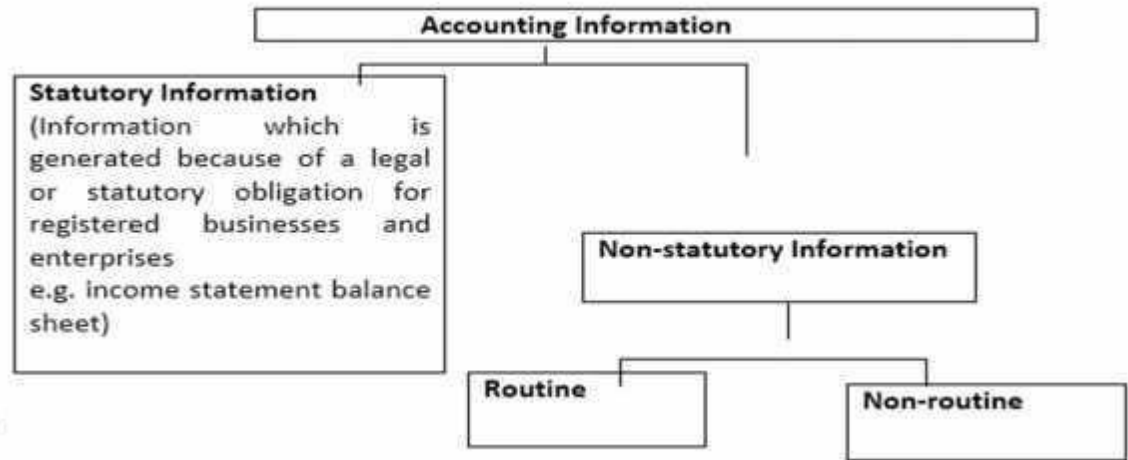 Accounting Information
Statutory Information
(Information which is
generated because of a legal
or statutory obligation for
registered businesses and
enterprises
e.g. income statement balance
sheet)
Non-statutory Information
Routine
Non-routine